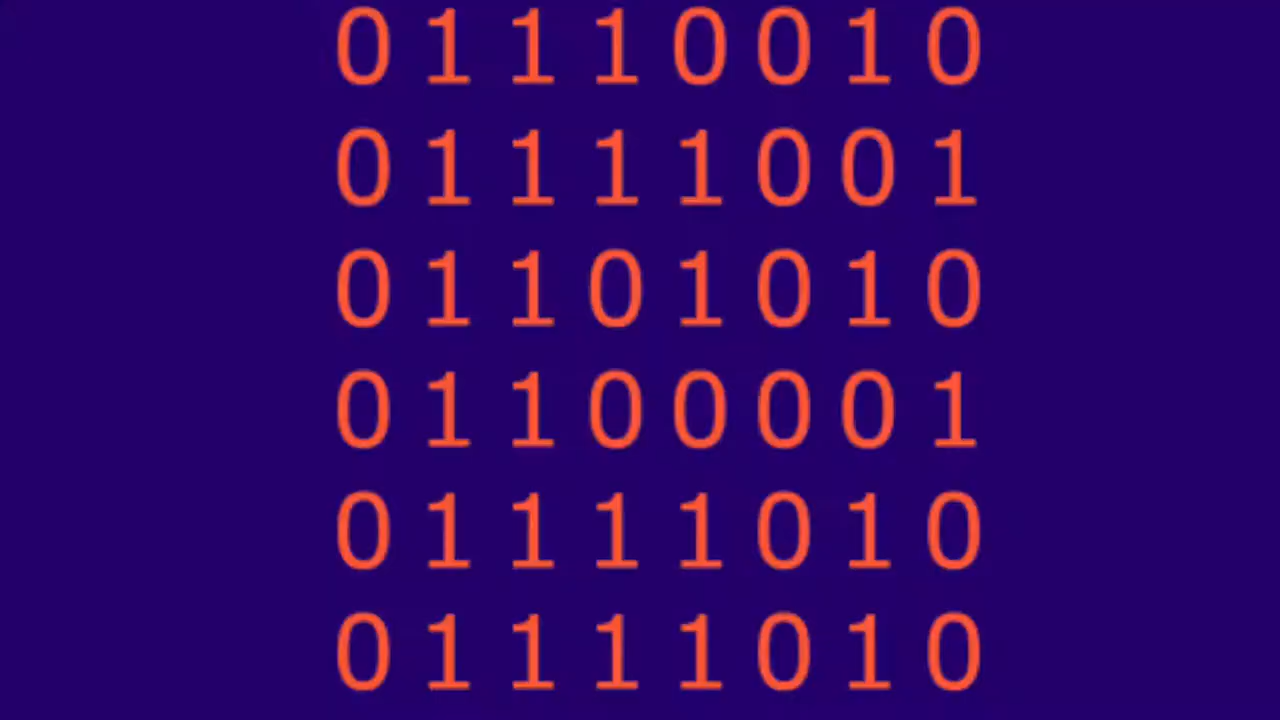 0 1 1 1 0 0 1 0
0 1 1 1 1 0 0 1
0 1 1 0 1 0 1 0
0 1 1 0 0 0 0 1
0 1 1 1 1 0 1 0
0 1 1 1 1 0 1 0